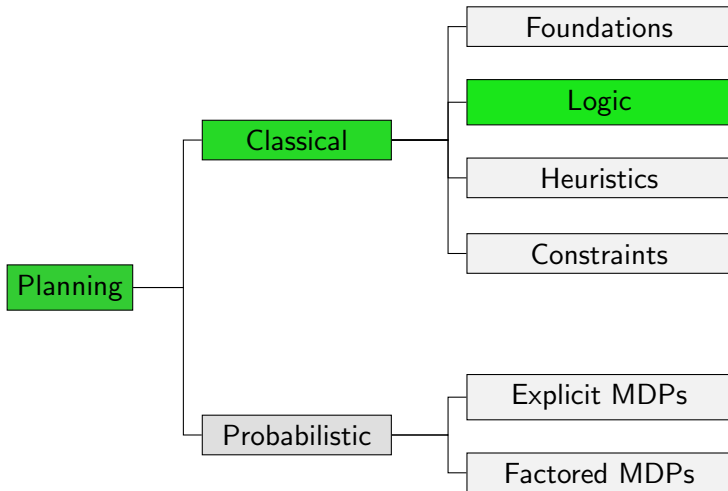 Foundations
Logic
Classical
Heuristics
Constraints
Planning
Explicit MDPs
Probabilistic
Factored MDPs